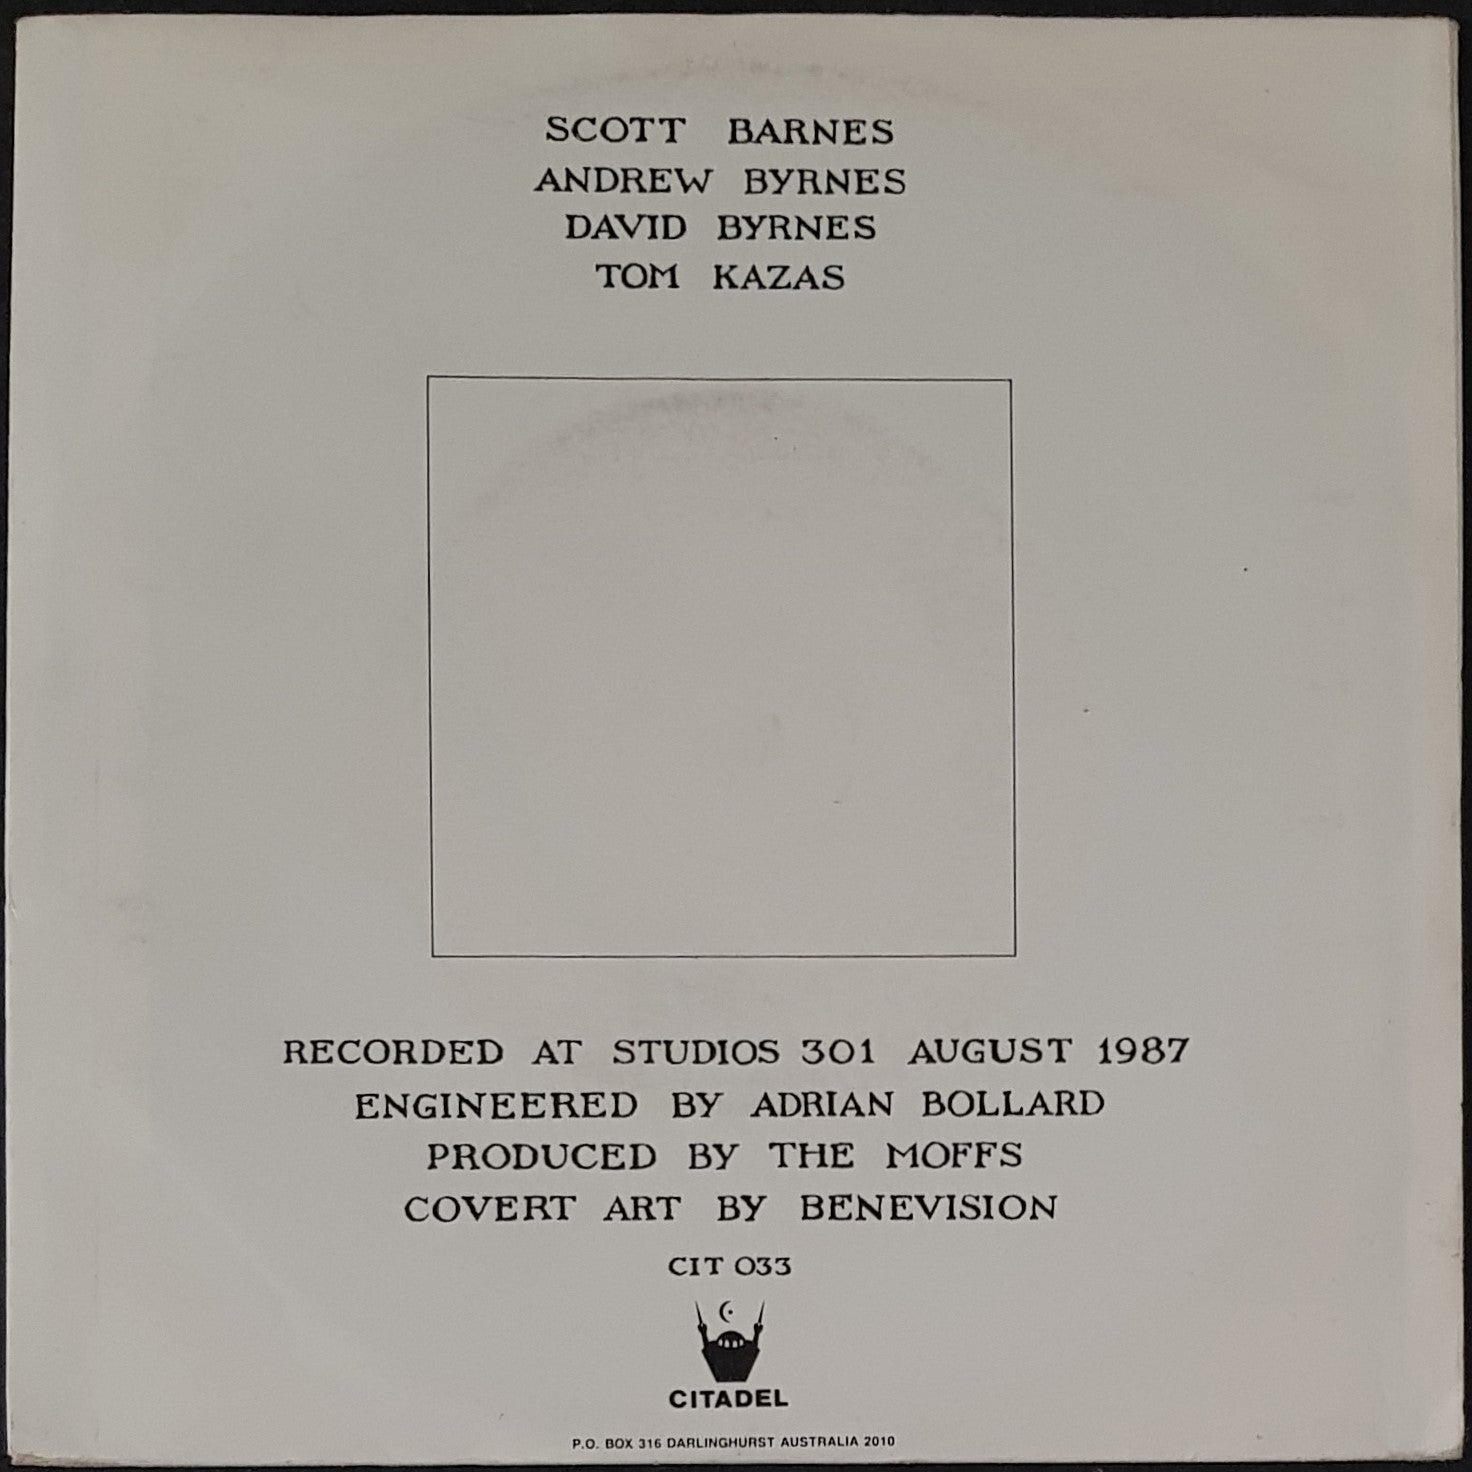 SCOTT BARNES
ANDREW BYRNES
DAVID BYRNES
TOM KAZAS
RECORDED AT STUDIOS 301 AUGUST 1987
ENGINEERED BY ADRIAN BOLLARD
PRODUCED BY THE MOFFS
COVERT ART BY BENEVISION
CIT 033
CITADEL
P.O. BOX 316 DARLINGHURST AUSTRALIA 2010